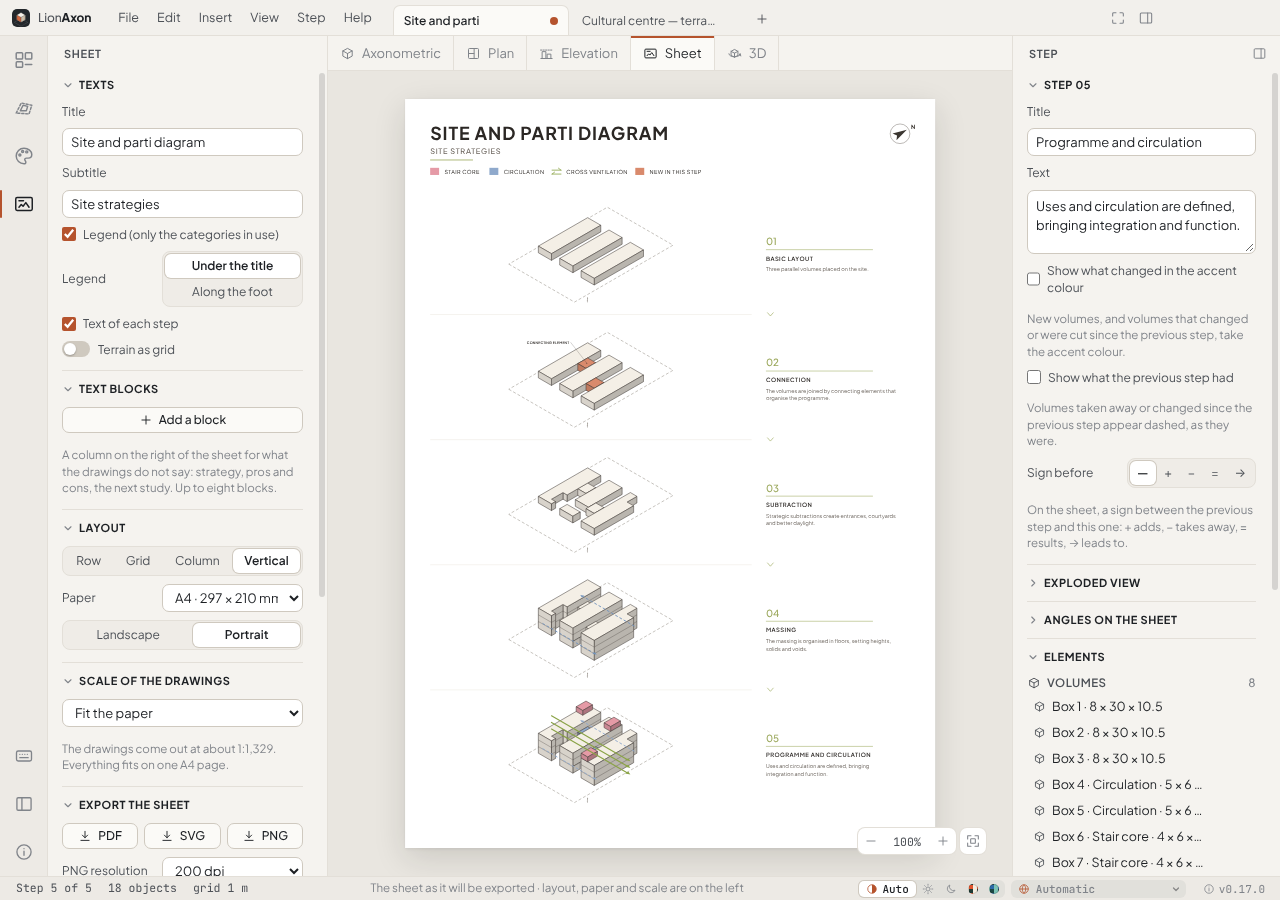 LionAxon File Edit Insert View Step Help Site and parti Cultural centre — terra...
SHEET
TEXTS
Title
Site and parti diagram
Subtitle
Site strategies
Legend (only the categories in use)
Legend
Under the title
Along the foot
Text of each step
Terrain as grid
TEXT BLOCKS
Add a block
A column on the right of the sheet for what
the drawings do not say: strategy, pros and
cons, the next study. Up to eight blocks.
LAYOUT
Row Grid Column Vertical
Paper A4 · 297 × 210 mm
Landscape Portrait
SCALE OF THE DRAWINGS
Fit the paper
The drawings come out at about 1:1,329.
Everything fits on one A4 page.
EXPORT THE SHEET
PDF SVG PNG
PNG resolution 200 dpi
Axonometric Plan Elevation Sheet 3D
SITE AND PARTI DIAGRAM
N
SITE STRATEGIES
STAIR CORE CIRCULATION CROSS VENTILATION NEW IN THIS STEP
01
BASIC LAYOUT
Three parallel volumes placed on the site.
CONNECTING ELEMENT
02
CONNECTION
The volumes are joined by connecting elements that
organise the programme.
03
SUBTRACTION
Strategic subtractions create entrances, courtyards
and better daylight.
04
MASSING
The massing is organised in floors, setting heights,
solids and voids.
05
PROGRAMME AND CIRCULATION
Uses and circulation are defined, bringing
integration and function.
− 100% +
STEP
STEP 05
Title
Programme and circulation
Text
Uses and circulation are defined,
bringing integration and function.
Show what changed in the accent
colour
New volumes, and volumes that changed
or were cut since the previous step, take
the accent colour.
Show what the previous step had
Volumes taken away or changed since the
previous step appear dashed, as they
were.
Sign before — + − = →
On the sheet, a sign between the previous
step and this one: + adds, − takes away, =
results, → leads to.
EXPLODED VIEW
ANGLES ON THE SHEET
ELEMENTS
VOLUMES 8
Box 1 · 8 × 30 × 10.5
Box 2 · 8 × 30 × 10.5
Box 3 · 8 × 30 × 10.5
Box 4 · Circulation · 5 × 6 ...
Box 5 · Circulation · 5 × 6 ...
Box 6 · Stair core · 4 × 6 ×...
Box 7 · Stair core · 4 × 6 × ...
Step 5 of 5 18 objects grid 1 m The sheet as it will be exported · layout, paper and scale are on the left Auto Automatic v0.17.0